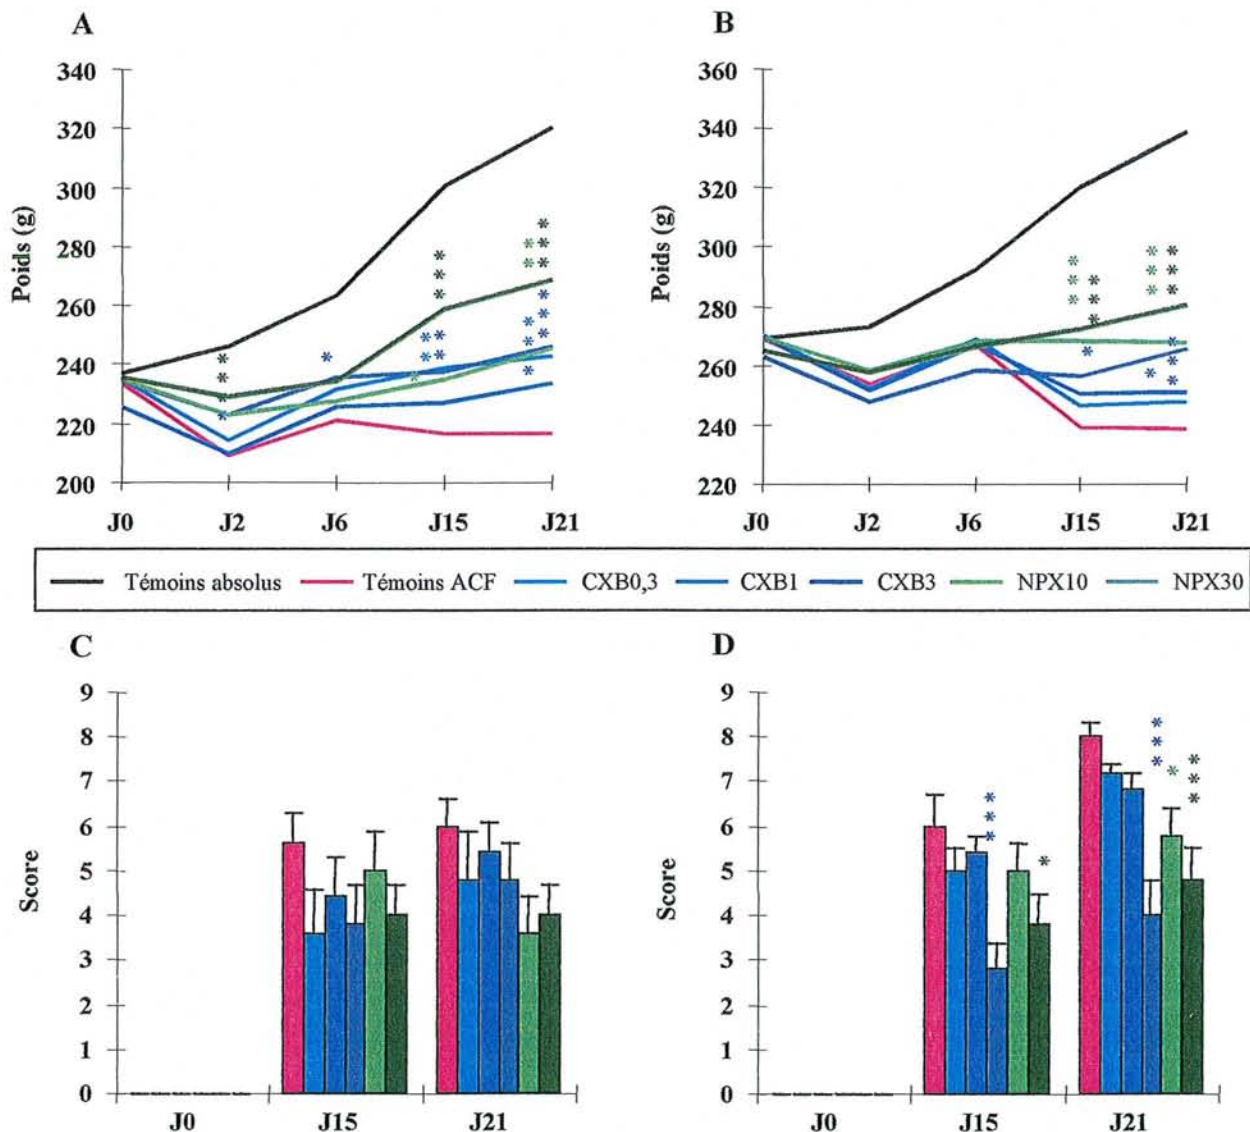 A
B
Poids (g)
340
320
300
280
260
240
220
200
J0 J2 J6 J15 J21
Poids (g)
360
340
320
300
280
260
240
220
J0 J2 J6 J15 J21
Témoins absolus Témoins ACF CXB0,3 CXB1 CXB3 NPX10 NPX30
C
D
Score
9
8
7
6
5
4
3
2
1
0
J0 J15 J21
Score
9
8
7
6
5
4
3
2
1
0
J0 J15 J21